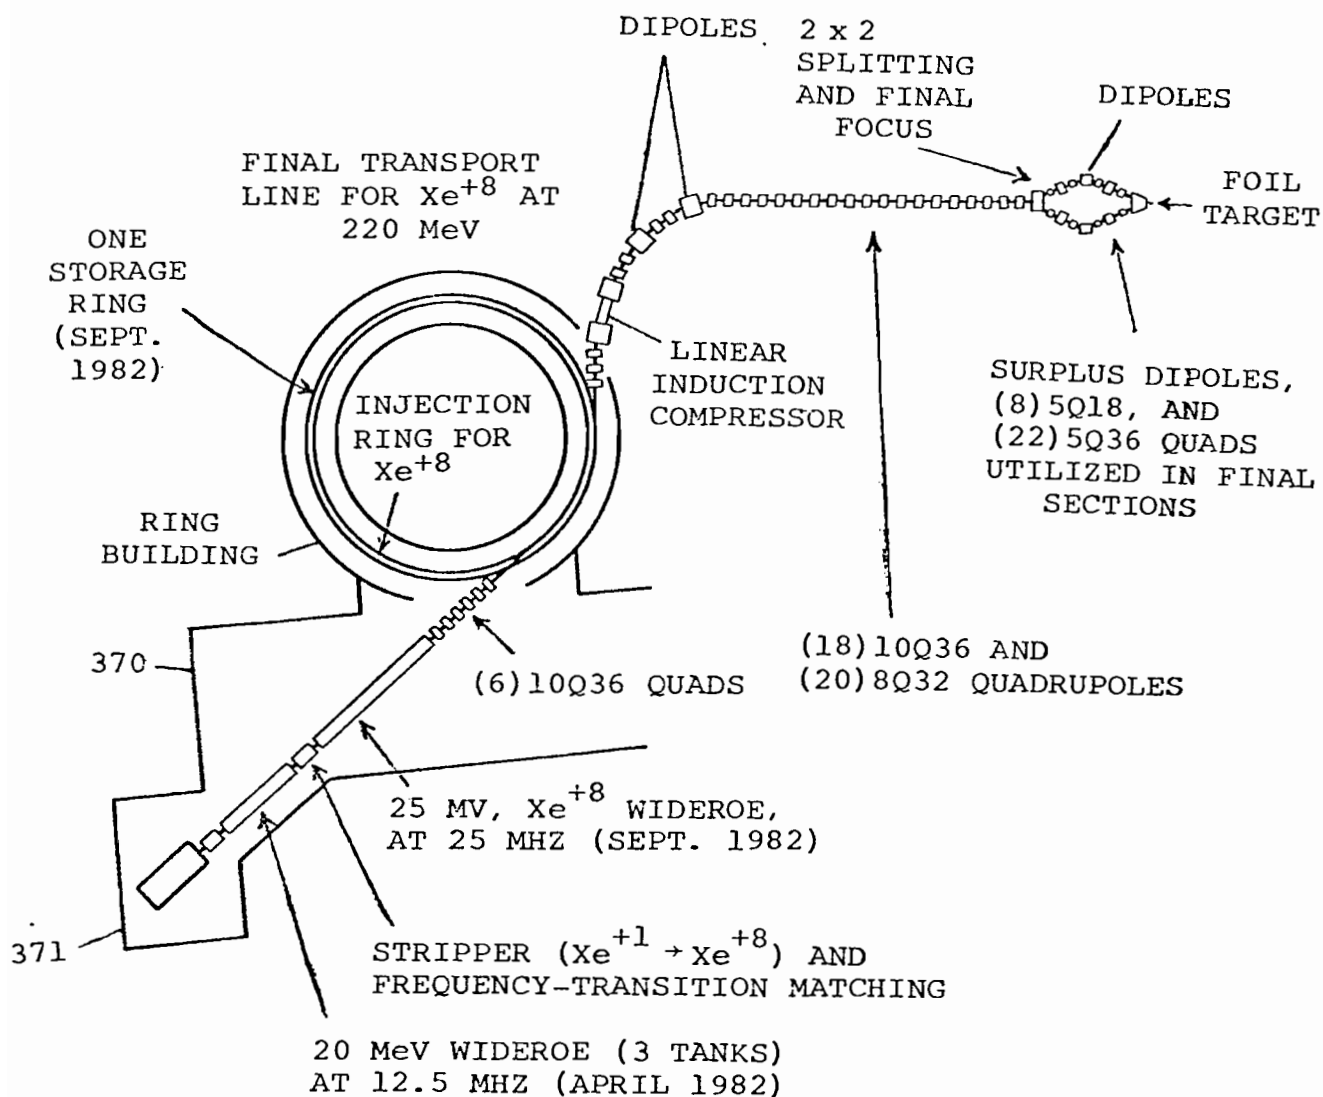 DIPOLES
2 x 2
SPLITTING
AND FINAL
FOCUS
DIPOLES
FOIL
TARGET
FINAL TRANSPORT
LINE FOR Xe+8 AT
220 MeV
ONE
STORAGE
RING
(SEPT.
1982)
LINEAR
INDUCTION
COMPRESSOR
SURPLUS DIPOLES,
(8)5Q18, AND
(22)5Q36 QUADS
UTILIZED IN FINAL
SECTIONS
INJECTION
RING FOR
Xe+8
RING
BUILDING
370
(6)10Q36 QUADS
(18)10Q36 AND
(20)8Q32 QUADRUPOLES
25 MV, Xe+8 WIDEROE,
AT 25 MHZ (SEPT. 1982)
371
STRIPPER (Xe+1 → Xe+8) AND
FREQUENCY-TRANSITION MATCHING
20 MeV WIDEROE (3 TANKS)
AT 12.5 MHZ (APRIL 1982)